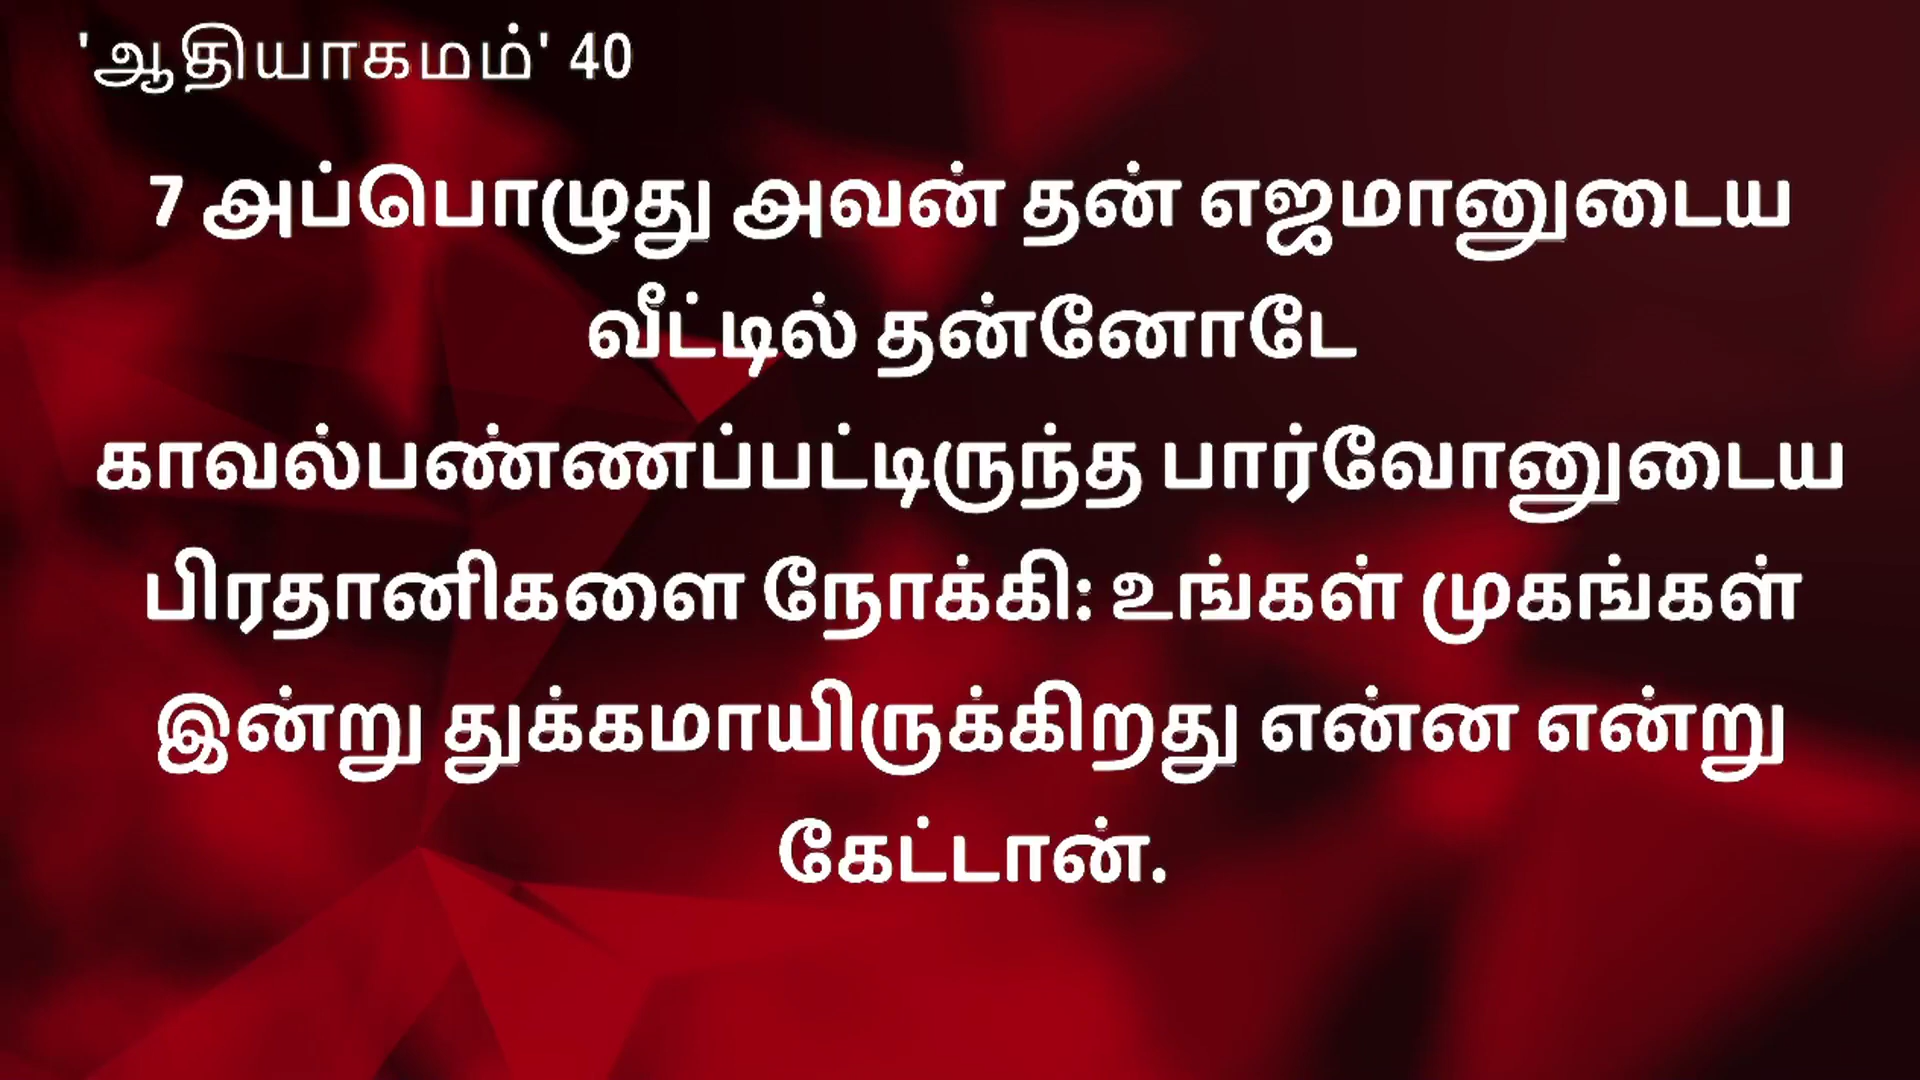 'ஆதியாகமம்' 40
7 அப்பொழுது அவன் தன் எஜமானுடைய
வீட்டில் தன்னோடே
காவல்பண்ணப்பட்டிருந்த பார்வோனுடைய
பிரதானிகளை நோக்கி: உங்கள் முகங்கள்
இன்று துக்கமாயிருக்கிறது என்ன என்று
கேட்டான்.